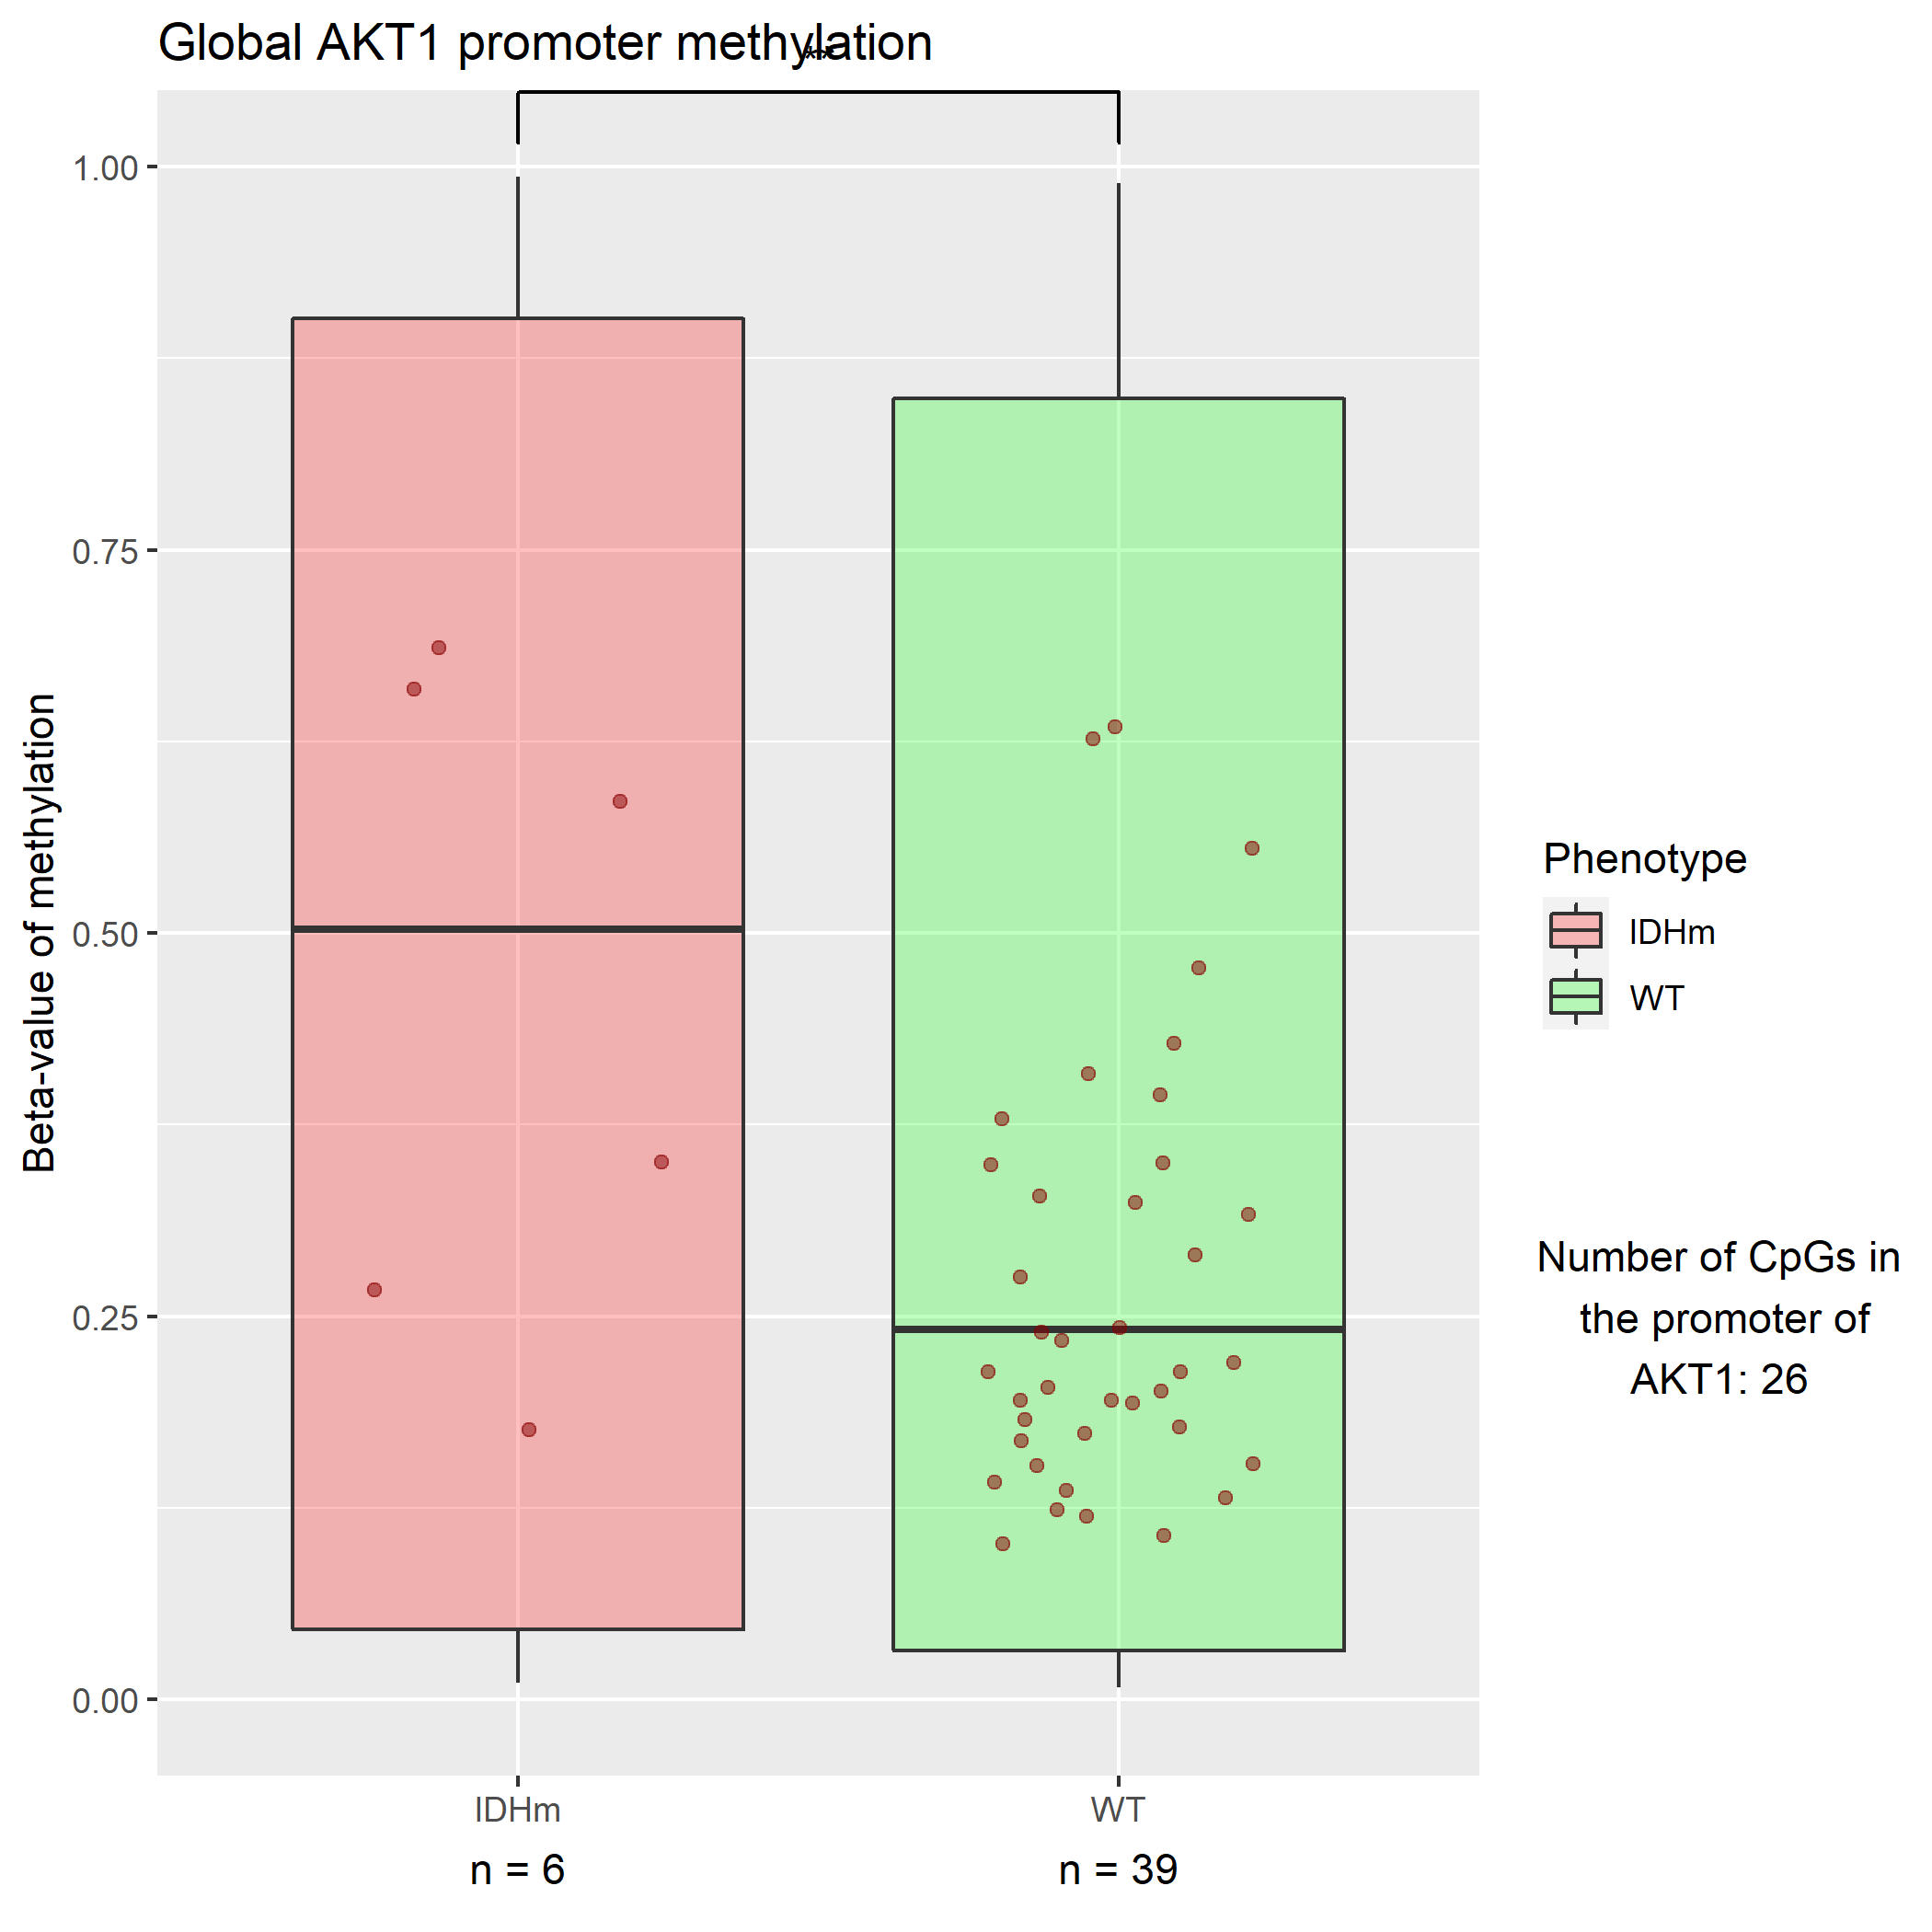 Global AKT1 promoter methylation
**
1.00
0.75
0.50
0.25
0.00
Beta-value of methylation
IDHm
WT
n = 6
n = 39
Phenotype
IDHm
WT
Number of CpGs in
the promoter of
AKT1: 26